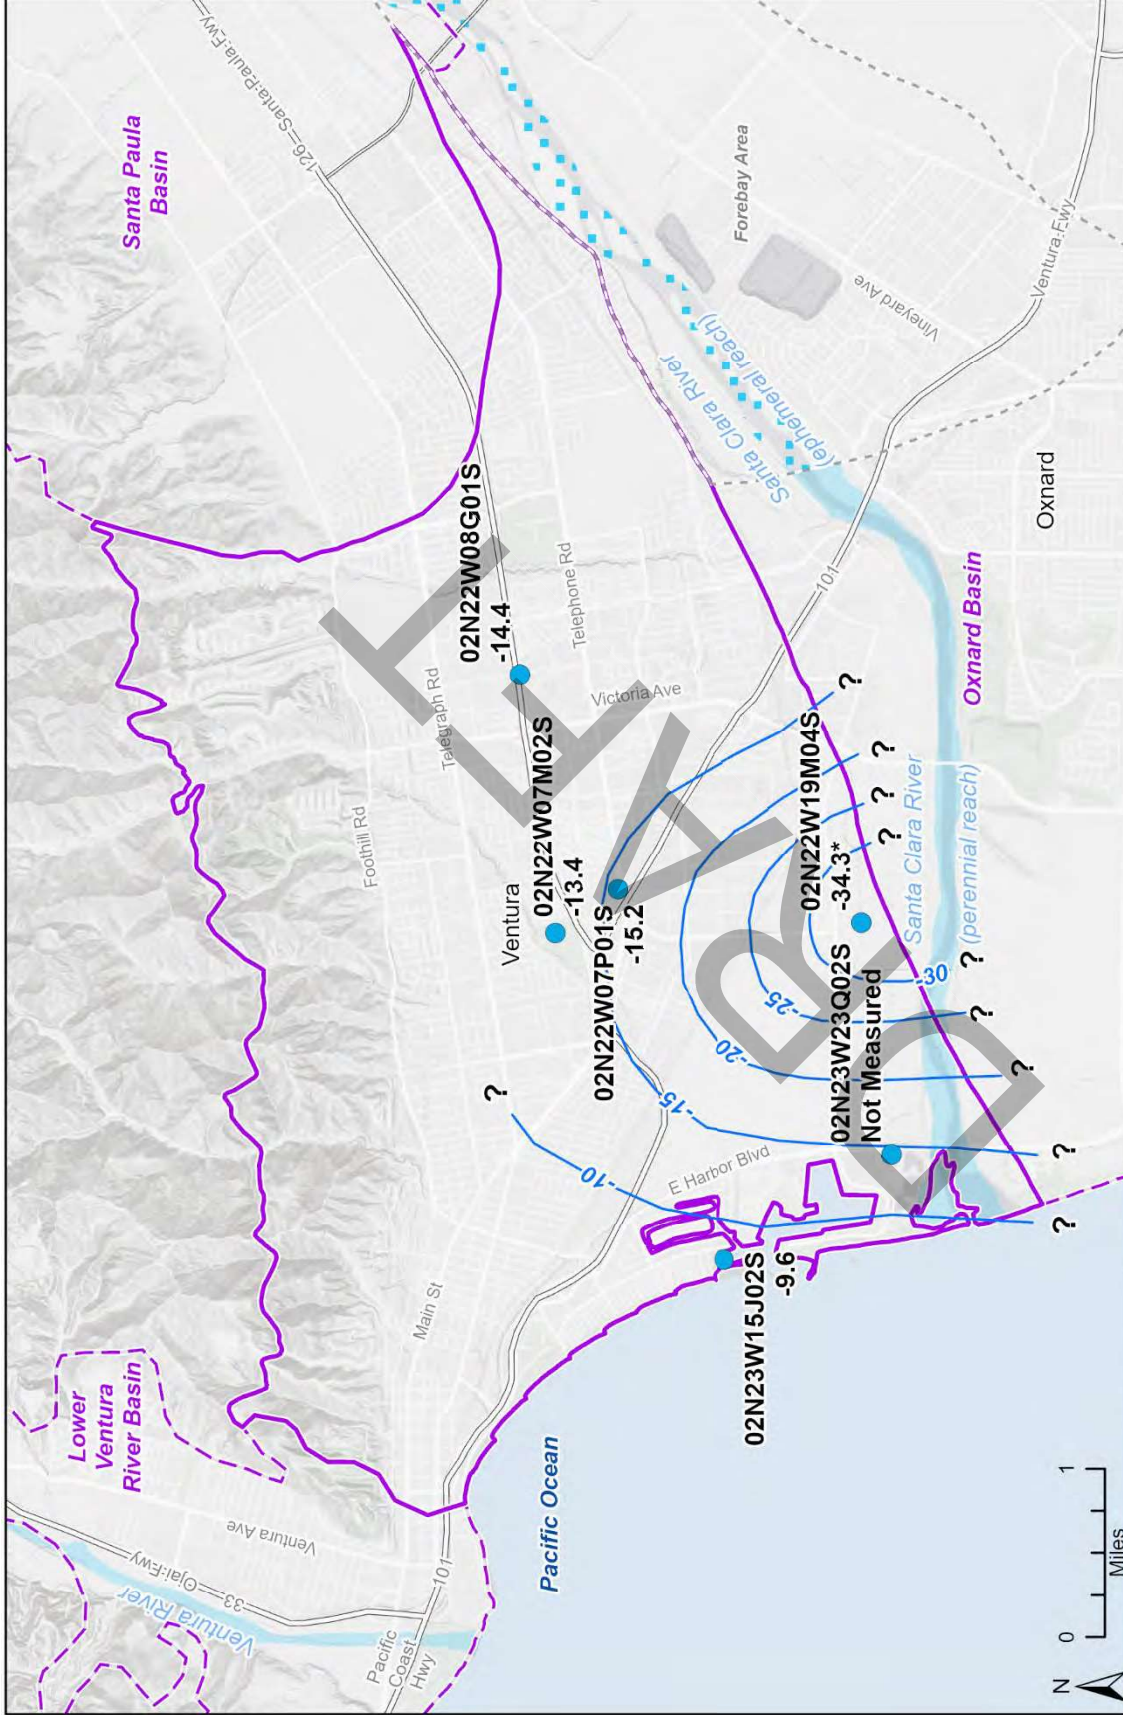 Lower
Ventura
River Basin
Santa Paula
Basin
126
Santa Paula Fwy
33
Ojai Fwy
Ventura River
Ventura Ave
Foothill Rd
Main St
Telegraph Rd
Pacific
Coast
Hwy
101
Ventura
02N22W08G01S
-14.4
02N22W07M02S
-13.4
Telephone Rd
Victoria Ave
02N22W07P01S
-15.2
Pacific Ocean
E Harbor Blvd
02N23W15J02S
-9.6
02N23W23Q02S
Not Measured
02N22W19M04S
-34.3*
-10
-15
-20
-25
-30
?
?
?
?
?
?
?
?
?
?
101
Santa Clara River
(perennial reach)
Santa Clara River
(ephemeral reach)
Forebay Area
Vineyard Ave
Ventura Fwy
Oxnard Basin
Oxnard
DRAFT
N
0
1
Miles